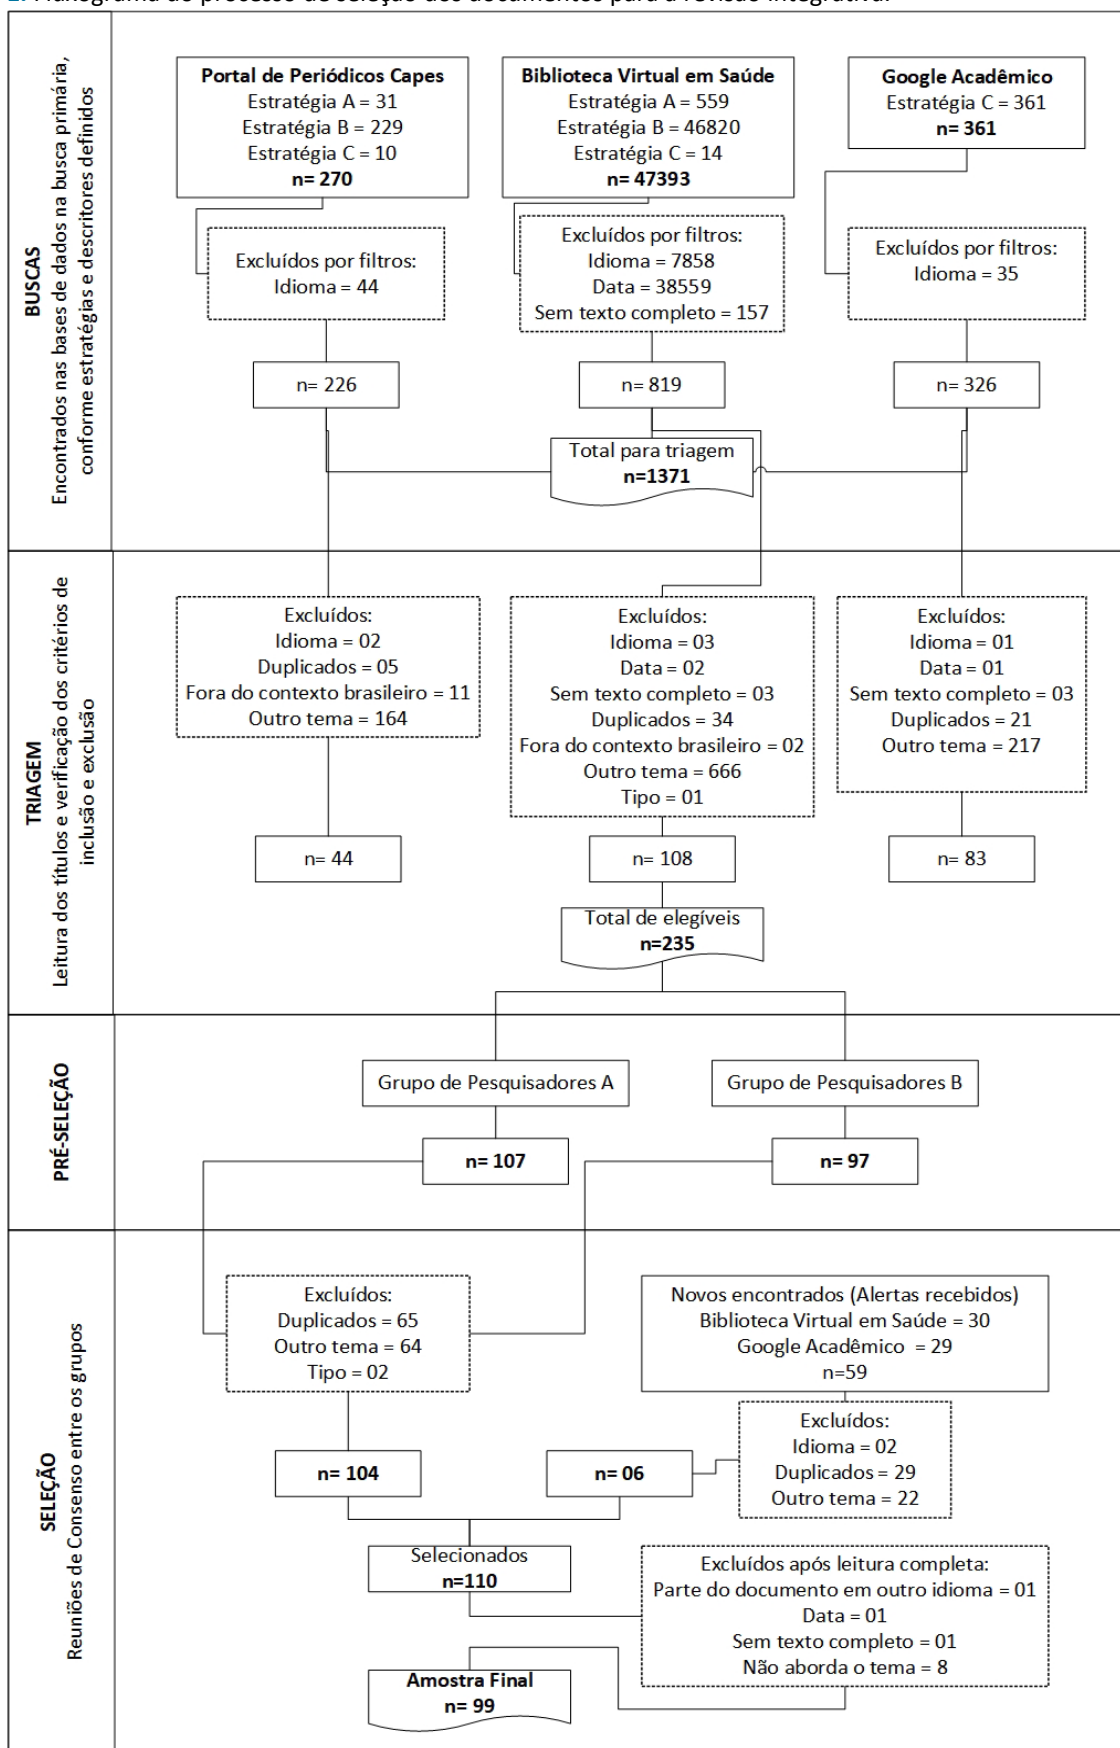 2. Fluxograma do processo de seleção dos documentos para a revisão integrativa.
BUSCAS
Encontrados nas bases de dados na busca primária,
conforme estratégias e descritores definidos
Portal de Periódicos Capes
Estratégia A = 31
Estratégia B = 229
Estratégia C = 10
n= 270
Biblioteca Virtual em Saúde
Estratégia A = 559
Estratégia B = 46820
Estratégia C = 14
n= 47393
Google Acadêmico
Estratégia C = 361
n= 361
Excluídos por filtros:
Idioma = 44
Excluídos por filtros:
Idioma = 7858
Data = 38559
Sem texto completo = 157
Excluídos por filtros:
Idioma = 35
n= 226
n= 819
n= 326
Total para triagem
n=1371
TRIAGEM
Leitura dos títulos e verificação dos critérios de
inclusão e exclusão
Excluídos:
Idioma = 02
Duplicados = 05
Fora do contexto brasileiro = 11
Outro tema = 164
Excluídos:
Idioma = 03
Data = 02
Sem texto completo = 03
Duplicados = 34
Fora do contexto brasileiro = 02
Outro tema = 666
Tipo = 01
Excluídos:
Idioma = 01
Data = 01
Sem texto completo = 03
Duplicados = 21
Outro tema = 217
n= 44
n= 108
n= 83
Total de elegíveis
n=235
PRÉ-SELEÇÃO
Grupo de Pesquisadores A
Grupo de Pesquisadores B
n= 107
n= 97
SELEÇÃO
Reuniões de Consenso entre os grupos
Excluídos:
Duplicados = 65
Outro tema = 64
Tipo = 02
Novos encontrados (Alertas recebidos)
Biblioteca Virtual em Saúde = 30
Google Acadêmico = 29
n=59
Excluídos:
Idioma = 02
Duplicados = 29
Outro tema = 22
n= 104
n= 06
Selecionados
n=110
Excluídos após leitura completa:
Parte do documento em outro idioma = 01
Data = 01
Sem texto completo = 01
Não aborda o tema = 8
Amostra Final
n= 99